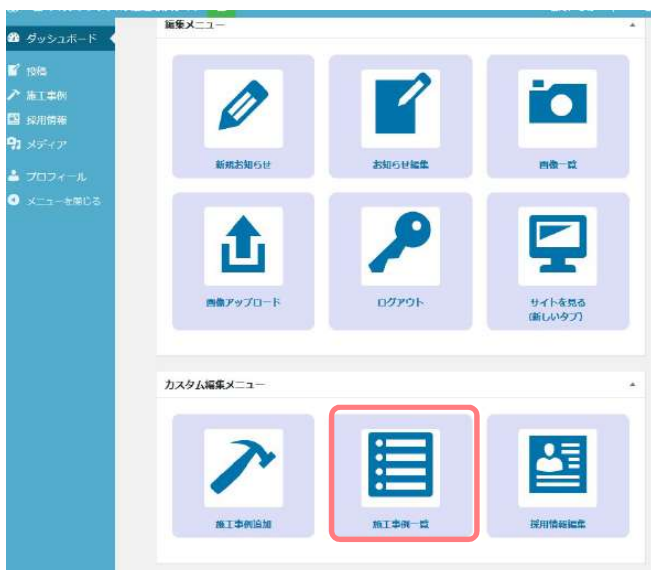 ダッシュボード
投稿
施工事例
採用情報
メディア
プロフィール
メニューを閉じる
編集メニュー
新規お知らせ
お知らせ編集
画像一覧
画像アップロード
ログアウト
サイトを見る
(新しいタブ)
カスタム編集メニュー
施工事例追加
施工事例一覧
採用情報編集